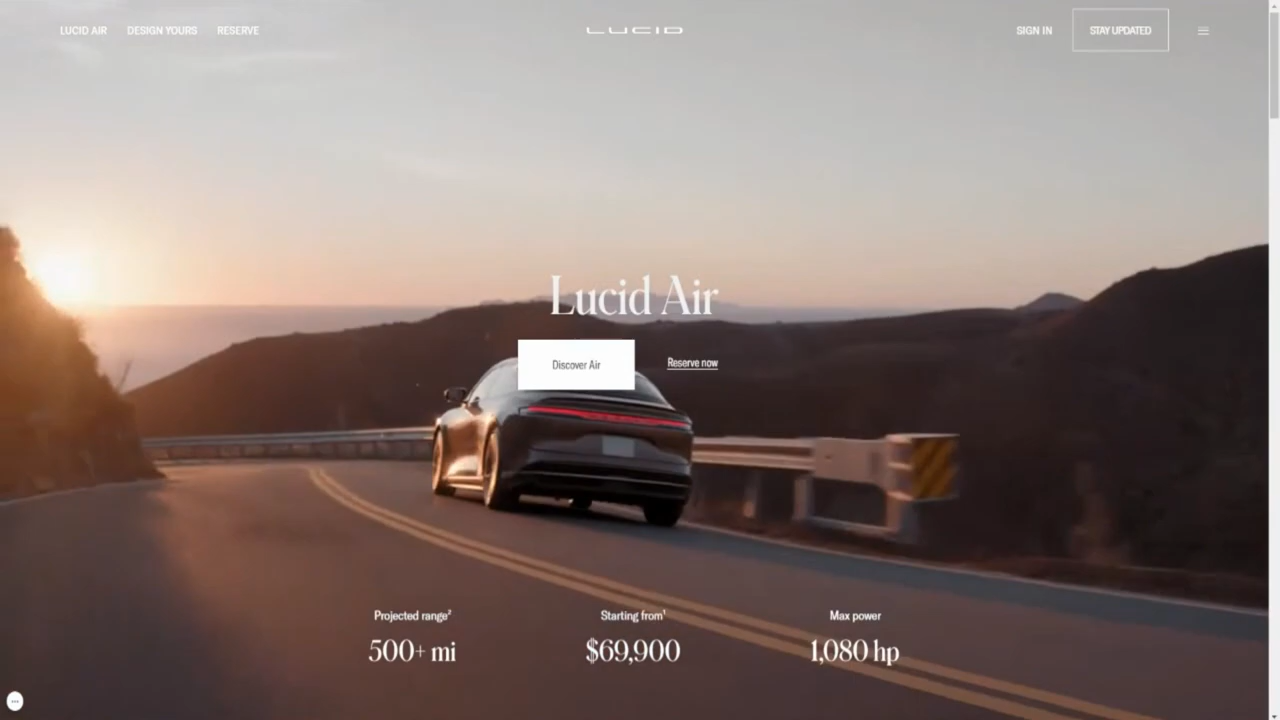 LUCID AIR DESIGN YOURS RESERVE LUCID SIGN IN STAY UPDATED
Lucid Air
Discover Air Reserve now
Projected range² Starting from¹ Max power
500+ mi $69,900 1,080 hp